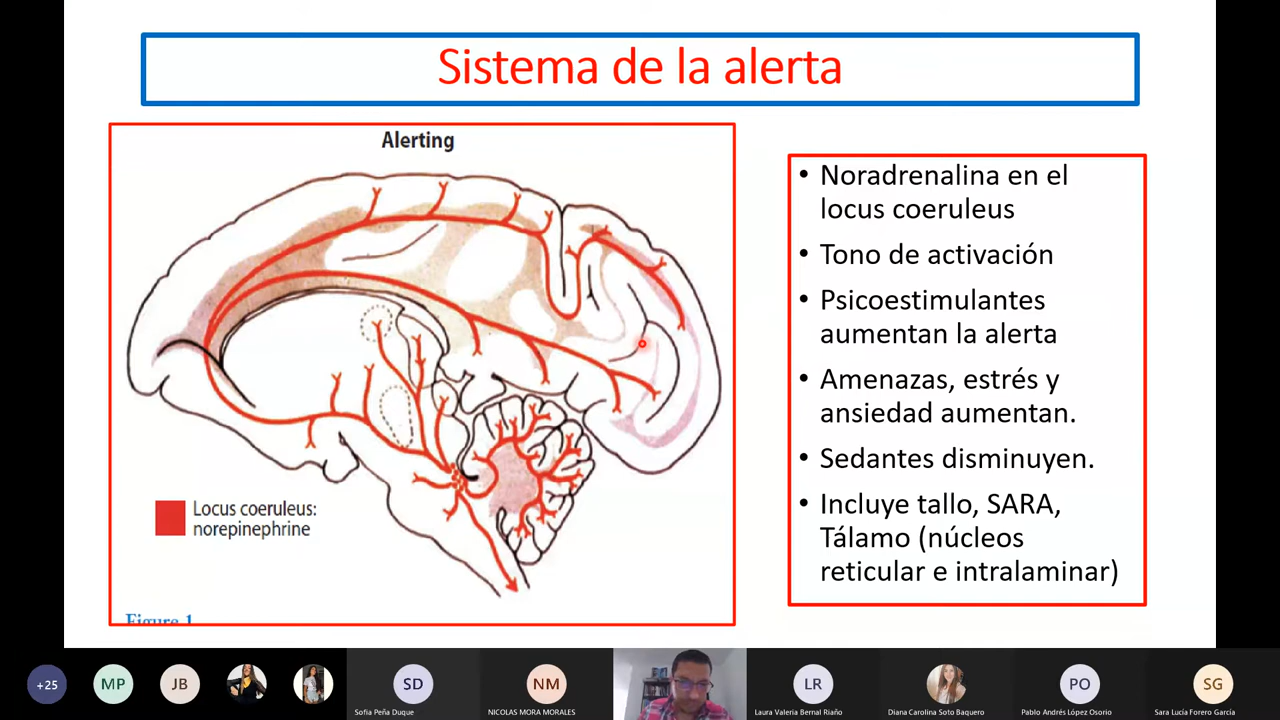 Sistema de la alerta
Alerting
Locus coeruleus:
norepinephrine
Figure 1
• Noradrenalina en el
locus coeruleus
• Tono de activación
• Psicoestimulantes
aumentan la alerta
• Amenazas, estrés y
ansiedad aumentan.
• Sedantes disminuyen.
• Incluye tallo, SARA,
Tálamo (núcleos
reticular e intralaminar)
+25
MP
JB
SD
Sofia Peña Duque
NM
NICOLAS MORA MORALES
LR
Laura Valeria Bernal Riaño
Diana Carolina Soto Baquero
PO
Pablo Andrés López Osorio
SG
Sara Lucía Forero García